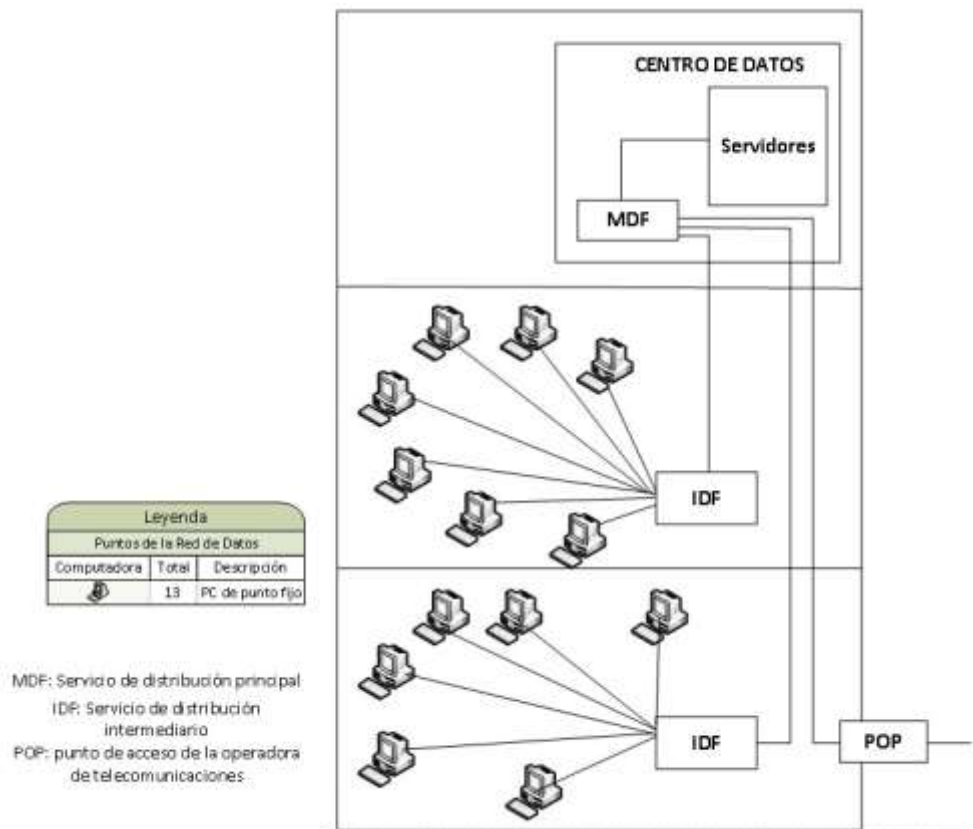 CENTRO DE DATOS
Servidores
MDF
IDF
Leyenda
Puntos de la Red de Datos
Computadora Total Descripción
13 PC de punto fijo
MDF: Servicio de distribución principal
IDF: Servicio de distribución
intermediario
POP: punto de acceso de la operadora
de telecomunicaciones
IDF
POP